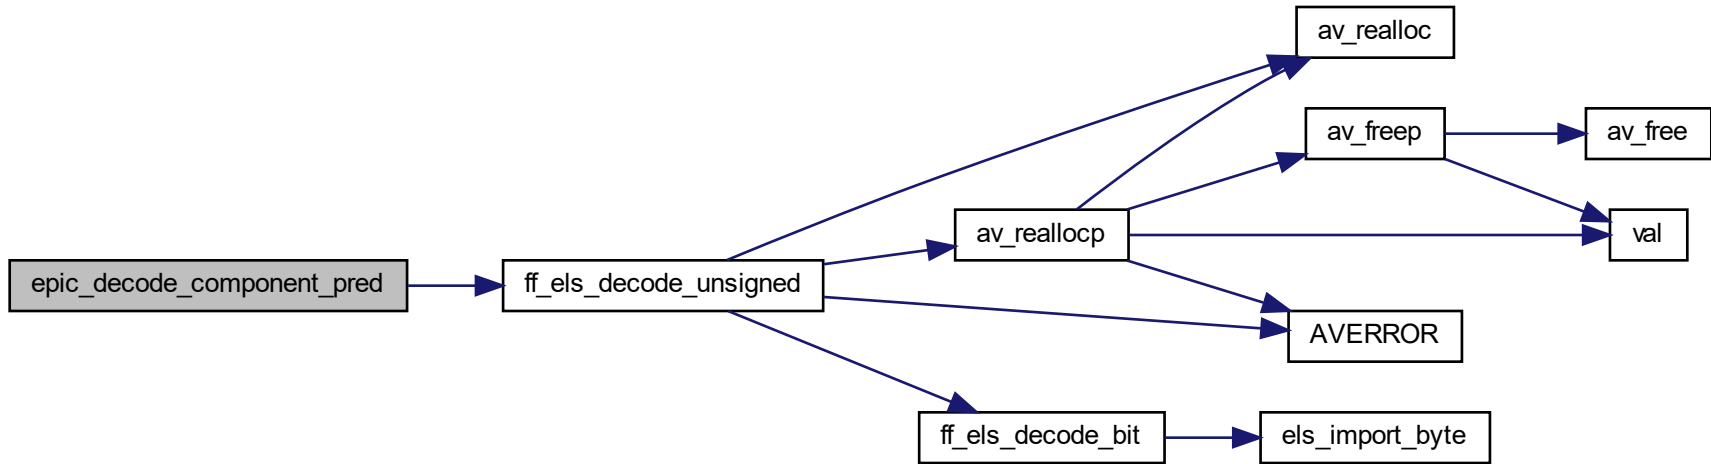 av_realloc
av_freep
av_free
av_reallocp
val
epic_decode_component_pred
ff_els_decode_unsigned
AVERROR
ff_els_decode_bit
els_import_byte